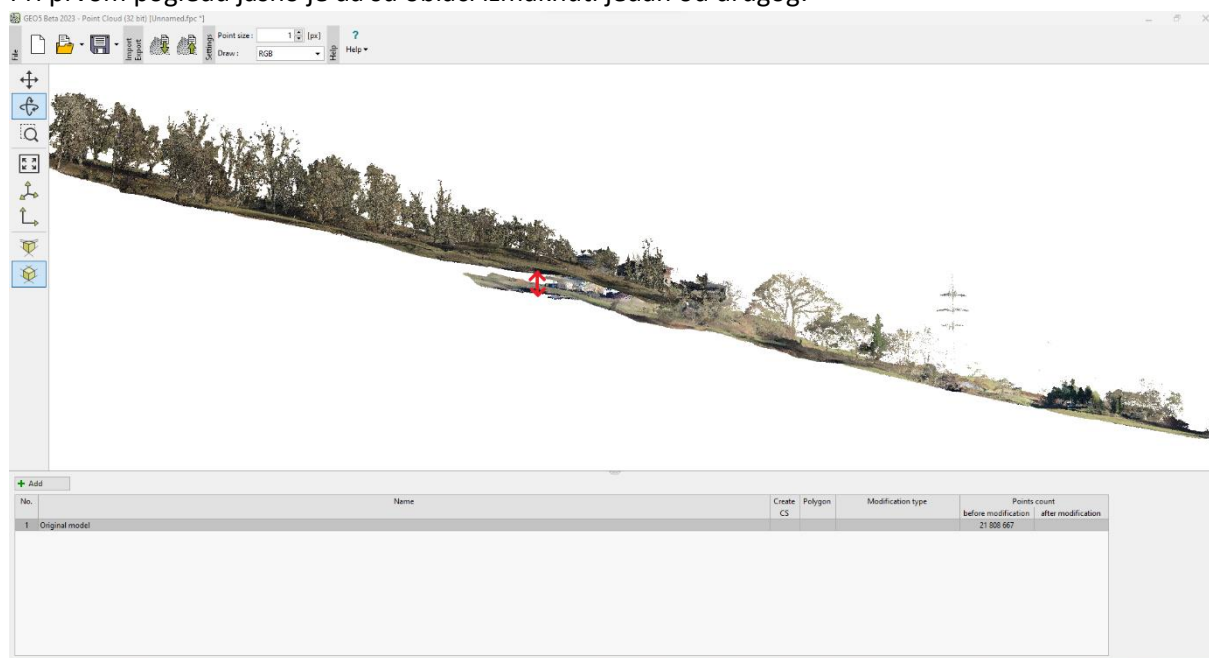 Pri prvom pogledu jasno je da su oblaci izmaknuti jedan od drugog:
GEO5 Beta 2023 - Point Cloud (32 bit) [Unnamed.fpc *]
File
Import
Export
Settings
Point size: 1 [px]
Draw: RGB
Help
?
Help
Add
No. Name Create CS Polygon Modification type Points count
before modification after modification
1 Original model 21 808 667